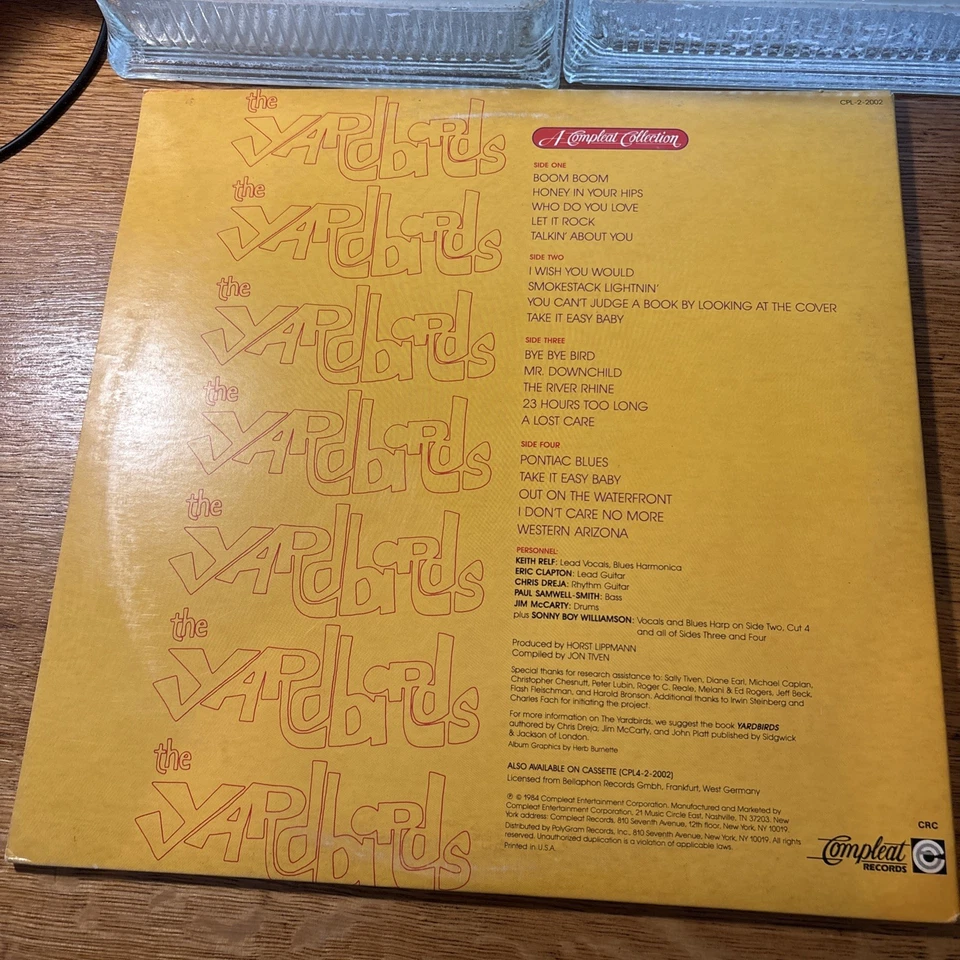 the
YARdbiRds
the
YARdbiRds
the
YARdbiRds
the
YARdbiRds
the
YARdbiRds
the
YARdbiRds
the
YARdbiRds
CPL-2-2002
A Compleat Collection
SIDE ONE
BOOM BOOM
HONEY IN YOUR HIPS
WHO DO YOU LOVE
LET IT ROCK
TALKIN' ABOUT YOU
SIDE TWO
I WISH YOU WOULD
SMOKESTACK LIGHTNIN'
YOU CAN'T JUDGE A BOOK BY LOOKING AT THE COVER
TAKE IT EASY BABY
SIDE THREE
BYE BYE BIRD
MR. DOWNCHILD
THE RIVER RHINE
23 HOURS TOO LONG
A LOST CARE
SIDE FOUR
PONTIAC BLUES
TAKE IT EASY BABY
OUT ON THE WATERFRONT
I DON'T CARE NO MORE
WESTERN ARIZONA
PERSONNEL:
KEITH RELF: Lead Vocals, Blues Harmonica
ERIC CLAPTON: Lead Guitar
CHRIS DREJA: Rhythm Guitar
PAUL SAMWELL-SMITH: Bass
JIM McCARTY: Drums
plus SONNY BOY WILLIAMSON: Vocals and Blues Harp on Side Two, Cut 4
and all of Sides Three and Four
Produced by HORST LIPPMANN
Compiled by JON TIVEN
Special thanks for research assistance to: Sally Tiven, Diane Earl, Michael Caplan,
Christopher Chesnutt, Peter Lubin, Roger C. Reale, Melani & Ed Rogers, Jeff Beck,
Flash Fleischman, and Harold Bronson. Additional thanks to Irwin Steinberg and
Charles Fach for initiating the project.
For more information on The Yardbirds, we suggest the book YARDBIRDS
authored by Chris Dreja, Jim McCarty, and John Platt published by Sidgwick
& Jackson of London.
Album Graphics by Herb Burnette
ALSO AVAILABLE ON CASSETTE (CPL4-2-2002)
Licensed from Bellaphon Records Gmbh, Frankfurt, West Germany
℗ © 1984 Compleat Entertainment Corporation. Manufactured and Marketed by
Compleat Entertainment Corporation, 21 Music Circle East, Nashville, TN 37203. New
York address: Compleat Records, 810 Seventh Avenue, 12th floor, New York, NY 10019.
Distributed by PolyGram Records, Inc., 810 Seventh Avenue, New York, NY 10019. All rights
reserved. Unauthorized duplication is a violation of applicable laws.
Printed in U.S.A.
CRC
Compleat
RECORDS